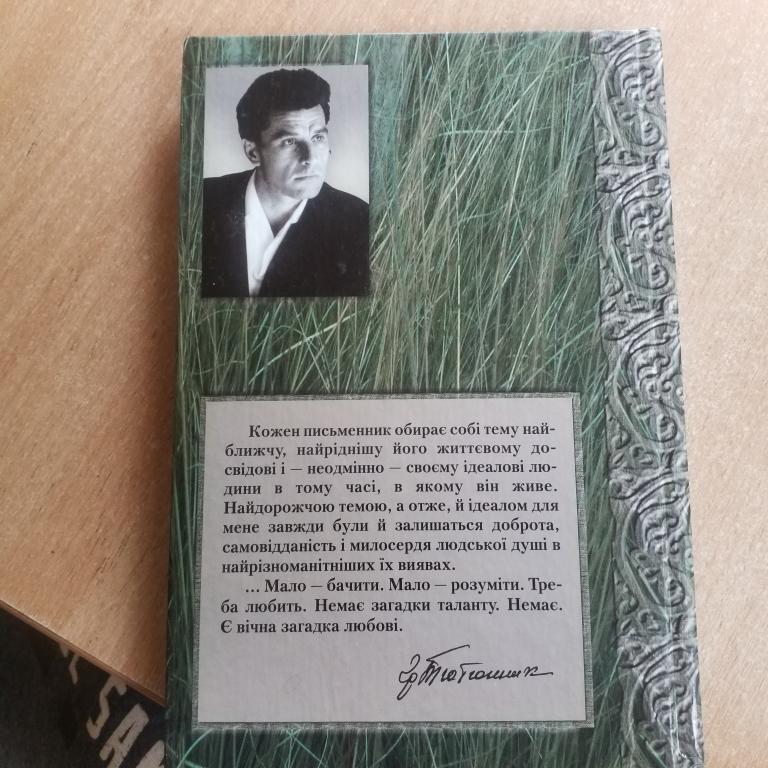 Кожен письменник обирає собі тему най-
ближчу, найріднішу його життєвому до-
свідові і — неодмінно — своєму ідеалові лю-
дини в тому часі, в якому він живе.
Найдорожчою темою, а отже, й ідеалом для
мене завжди були й залишаться доброта,
самовідданість і милосердя людської душі в
найрізноманітніших їх виявах.
... Мало — бачити. Мало — розуміти. Тре-
ба любить. Немає загадки таланту. Немає.
Є вічна загадка любові.
Гр Тютюнник